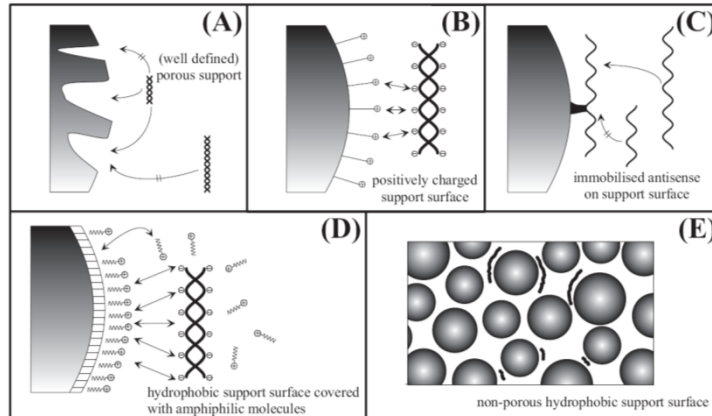 (A)
(well defined)
porous support
(B)
positively charged
support surface
(C)
immobilised antisense
on support surface
(D)
hydrophobic support surface covered
with amphiphilic molecules
(E)
non-porous hydrophobic support surface